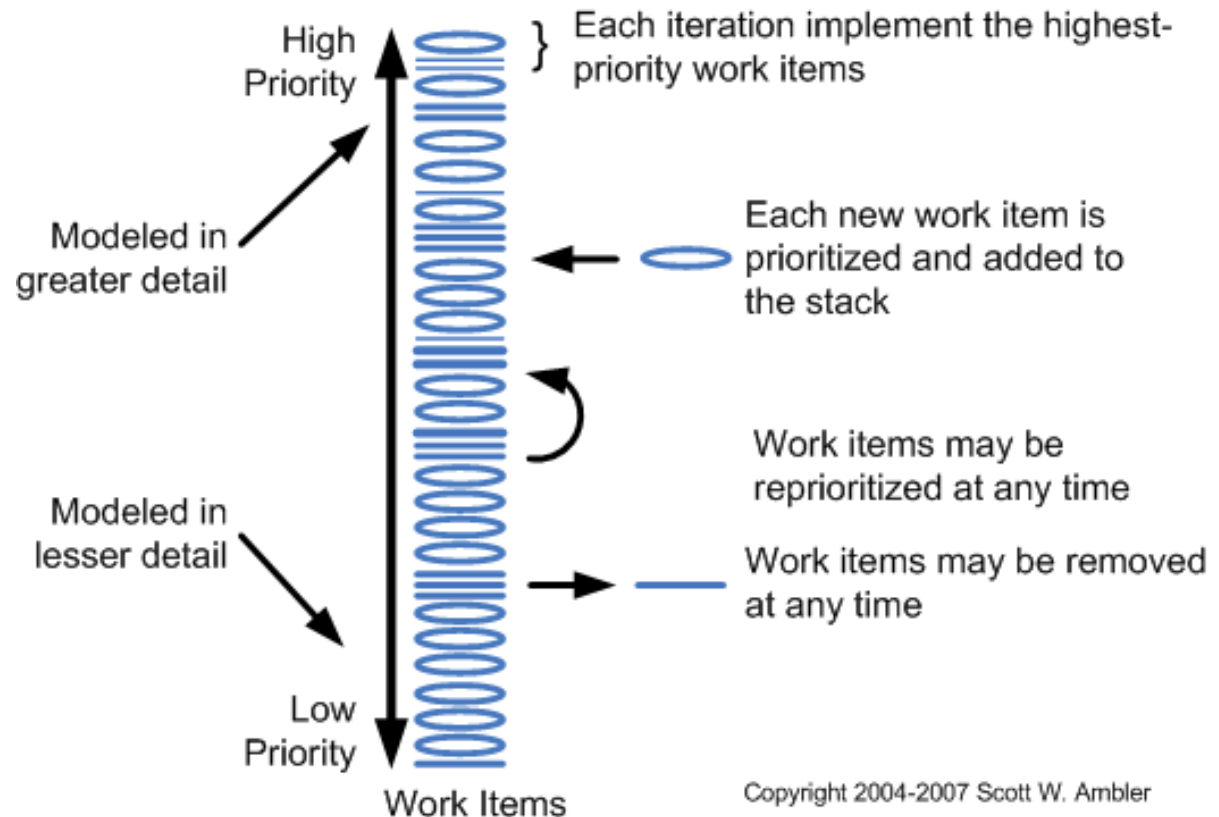 High
Priority
Each iteration implement the highest-
priority work items
Modeled in
greater detail
Each new work item is
prioritized and added to
the stack
Work items may be
reprioritized at any time
Modeled in
lesser detail
Work items may be removed
at any time
Low
Priority
Work Items
Copyright 2004-2007 Scott W. Ambler